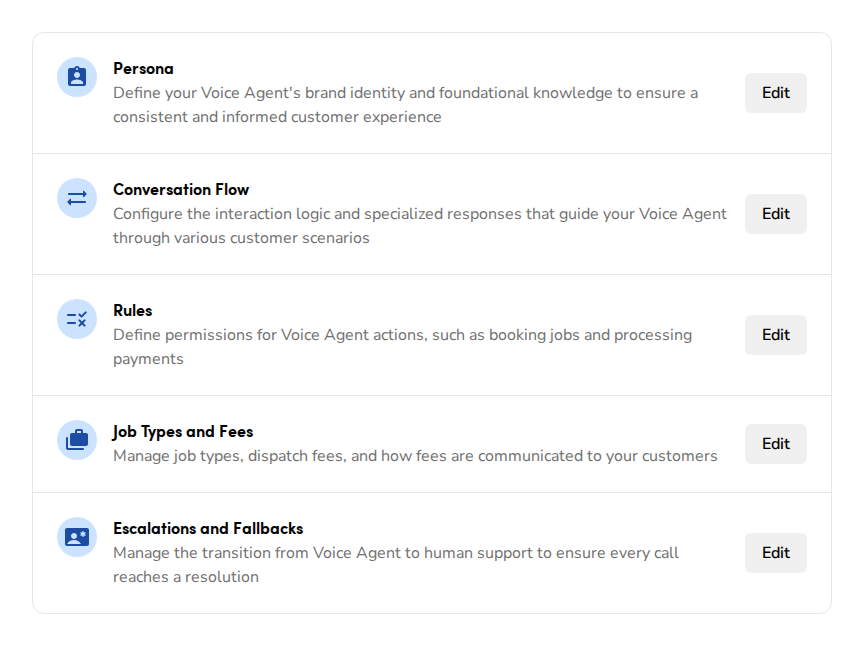 Persona
Define your Voice Agent's brand identity and foundational knowledge to ensure a
consistent and informed customer experience
Edit
Conversation Flow
Configure the interaction logic and specialized responses that guide your Voice Agent
through various customer scenarios
Edit
Rules
Define permissions for Voice Agent actions, such as booking jobs and processing
payments
Edit
Job Types and Fees
Manage job types, dispatch fees, and how fees are communicated to your customers
Edit
Escalations and Fallbacks
Manage the transition from Voice Agent to human support to ensure every call
reaches a resolution
Edit